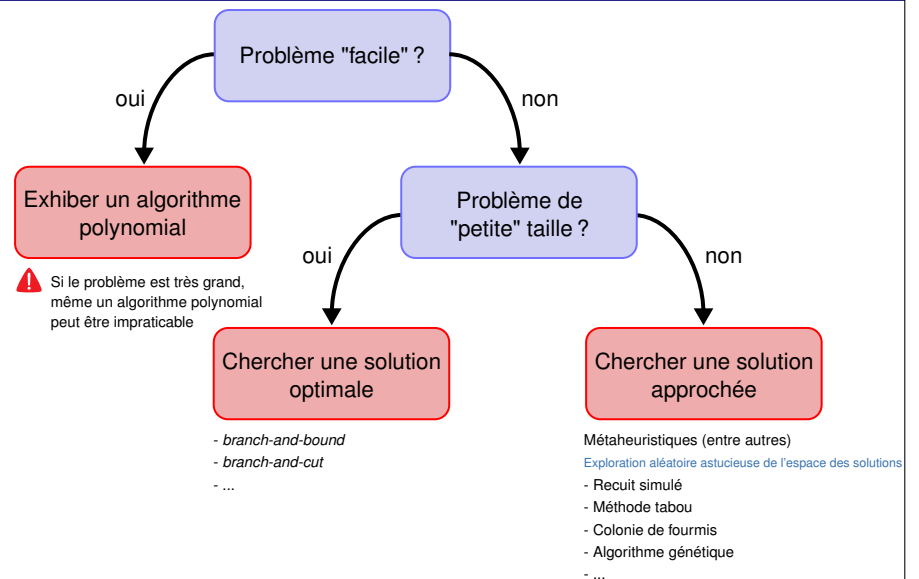 Problème "facile" ?
oui
non
Exhiber un algorithme
polynomial
Si le problème est très grand,
même un algorithme polynomial
peut être impraticable
Problème de
"petite" taille ?
oui
non
Chercher une solution
optimale
- branch-and-bound
- branch-and-cut
- ...
Chercher une solution
approchée
Métaheuristiques (entre autres)
Exploration aléatoire astucieuse de l'espace des solutions
- Recuit simulé
- Méthode tabou
- Colonie de fourmis
- Algorithme génétique
- ...